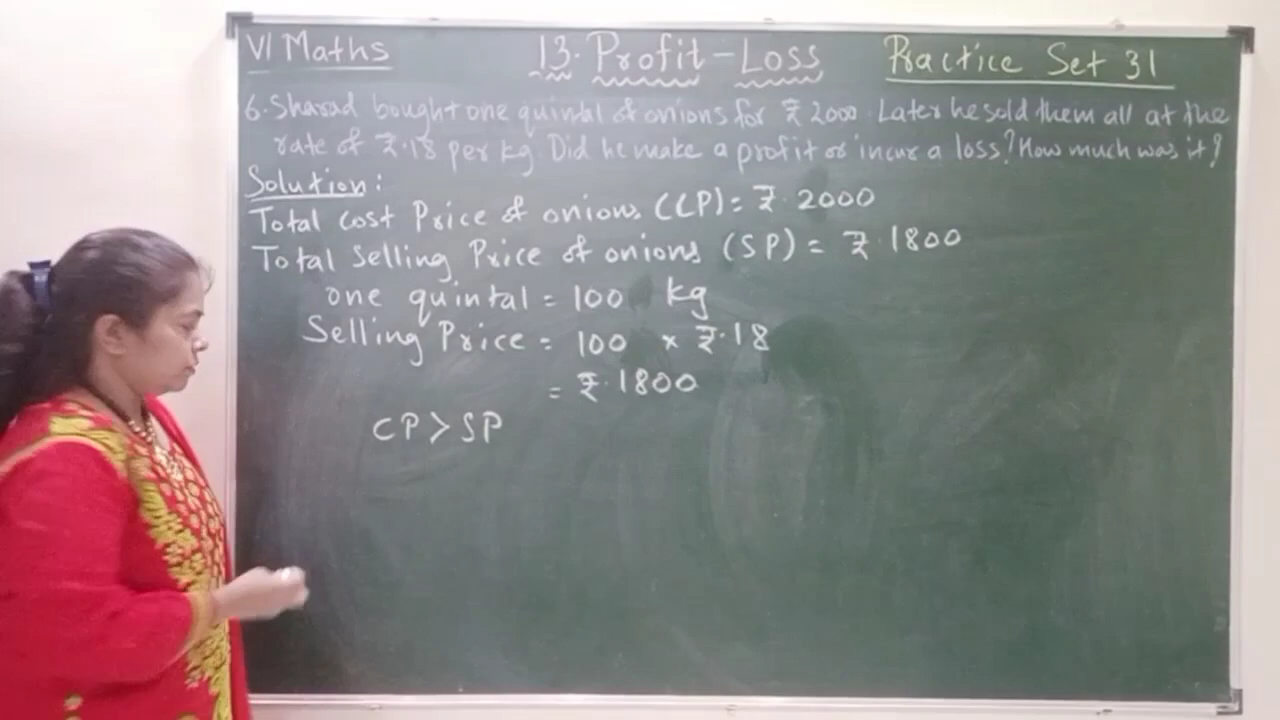 VI Maths
13. Profit-Loss
Practice Set 31
6. Sharad bought one quintal of onions for ₹ 2000. Later he sold them all at the
rate of ₹.18 per kg. Did he make a profit or incur a loss? How much was it?
Solution:
Total Cost Price of onions (CP) = ₹. 2000
Total Selling Price of onions (SP) = ₹.1800
one quintal = 100 kg
Selling Price = 100 × ₹.18
= ₹.1800
CP > SP